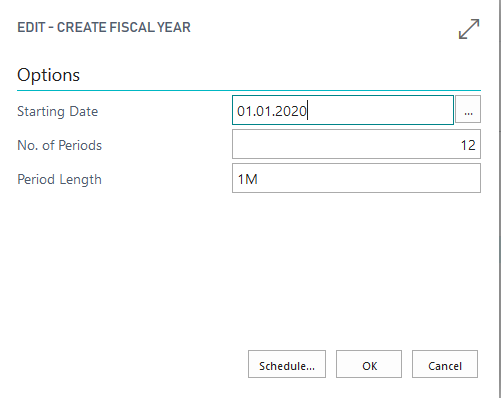 EDIT - CREATE FISCAL YEAR
Options
Starting Date 01.01.2020 ...
No. of Periods 12
Period Length 1M
Schedule... OK Cancel